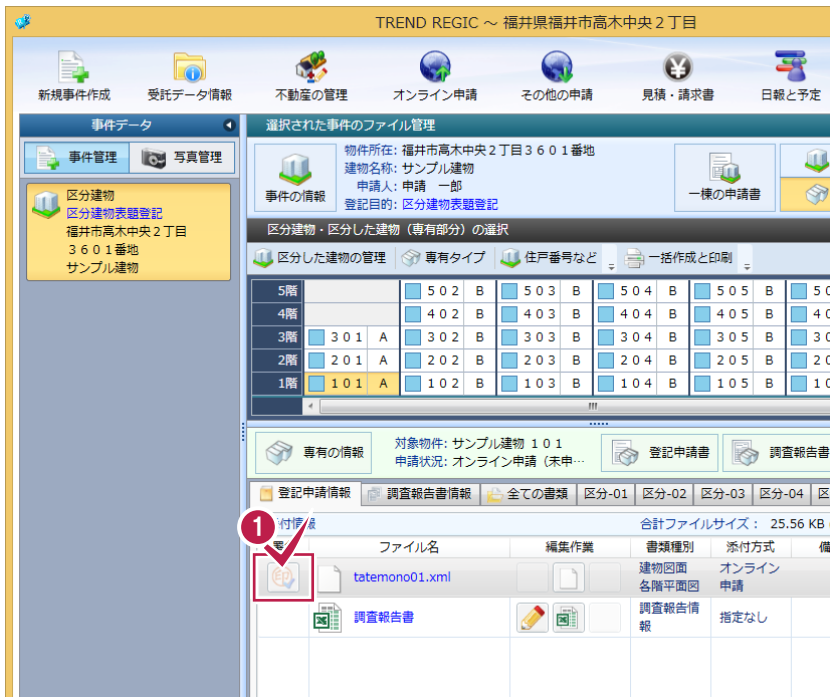 TREND REGIC ～ 福井県福井市高木中央２丁目
新規事件作成 受託データ情報 不動産の管理 オンライン申請 その他の申請 見積・請求書 日報と予定
事件データ
事件管理 写真管理
区分建物
区分建物表題登記
福井市高木中央２丁目
３６０１番地
サンプル建物
選択された事件のファイル管理
事件の情報
物件所在: 福井市高木中央２丁目３６０１番地
建物名称: サンプル建物
申請人: 申請 一郎
登記目的: 区分建物表題登記
一棟の申請書
区分建物・区分した建物（専有部分）の選択
区分した建物の管理 専有タイプ 住戸番号など 一括作成と印刷
5階 ５０２ B ５０３ B ５０４ B ５０５ B
4階 ４０２ B ４０３ B ４０４ B ４０５ B
3階 ３０１ A ３０２ B ３０３ B ３０４ B ３０５ B
2階 ２０１ A ２０２ B ２０３ B ２０４ B ２０５ B
1階 １０１ A １０２ B １０３ B １０４ B １０５ B
専有の情報
対象物件: サンプル建物 １０１
申請状況: オンライン申請（未申…
登記申請書 調査報告書
登記申請情報 調査報告書情報 全ての書類 区分-01 区分-02 区分-03 区分-04 区
1
付情報 合計ファイルサイズ： 25.56 KB
ファイル名 編集作業 書類種別 添付方式 備
tatemono01.xml
建物図面
各階平面図
オンライン
申請
調査報告書
調査報告情
報
指定なし